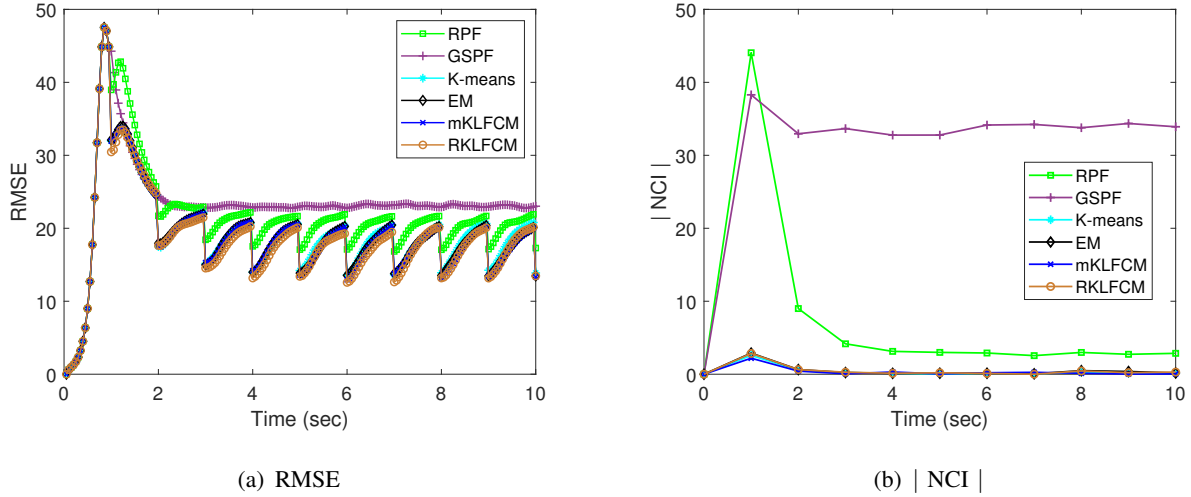 50
40
30
20
10
0
RMSE
0 2 4 6 8 10
Time (sec)
RPF
GSPF
K-means
EM
mKLFCM
RKLFCM
(a) RMSE
50
40
30
20
10
0
| NCI |
0 2 4 6 8 10
Time (sec)
RPF
GSPF
K-means
EM
mKLFCM
RKLFCM
(b) | NCI |